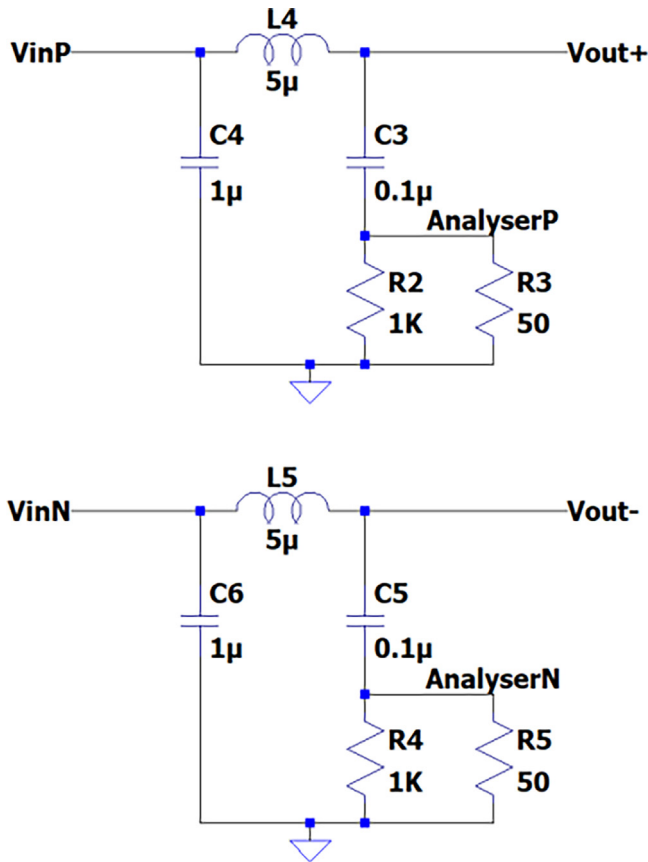 L4
VinP
Vout+
5µ
C4
C3
1µ
0.1µ
AnalyserP
R2
R3
1K
50
L5
VinN
Vout-
5µ
C6
C5
1µ
0.1µ
AnalyserN
R4
R5
1K
50